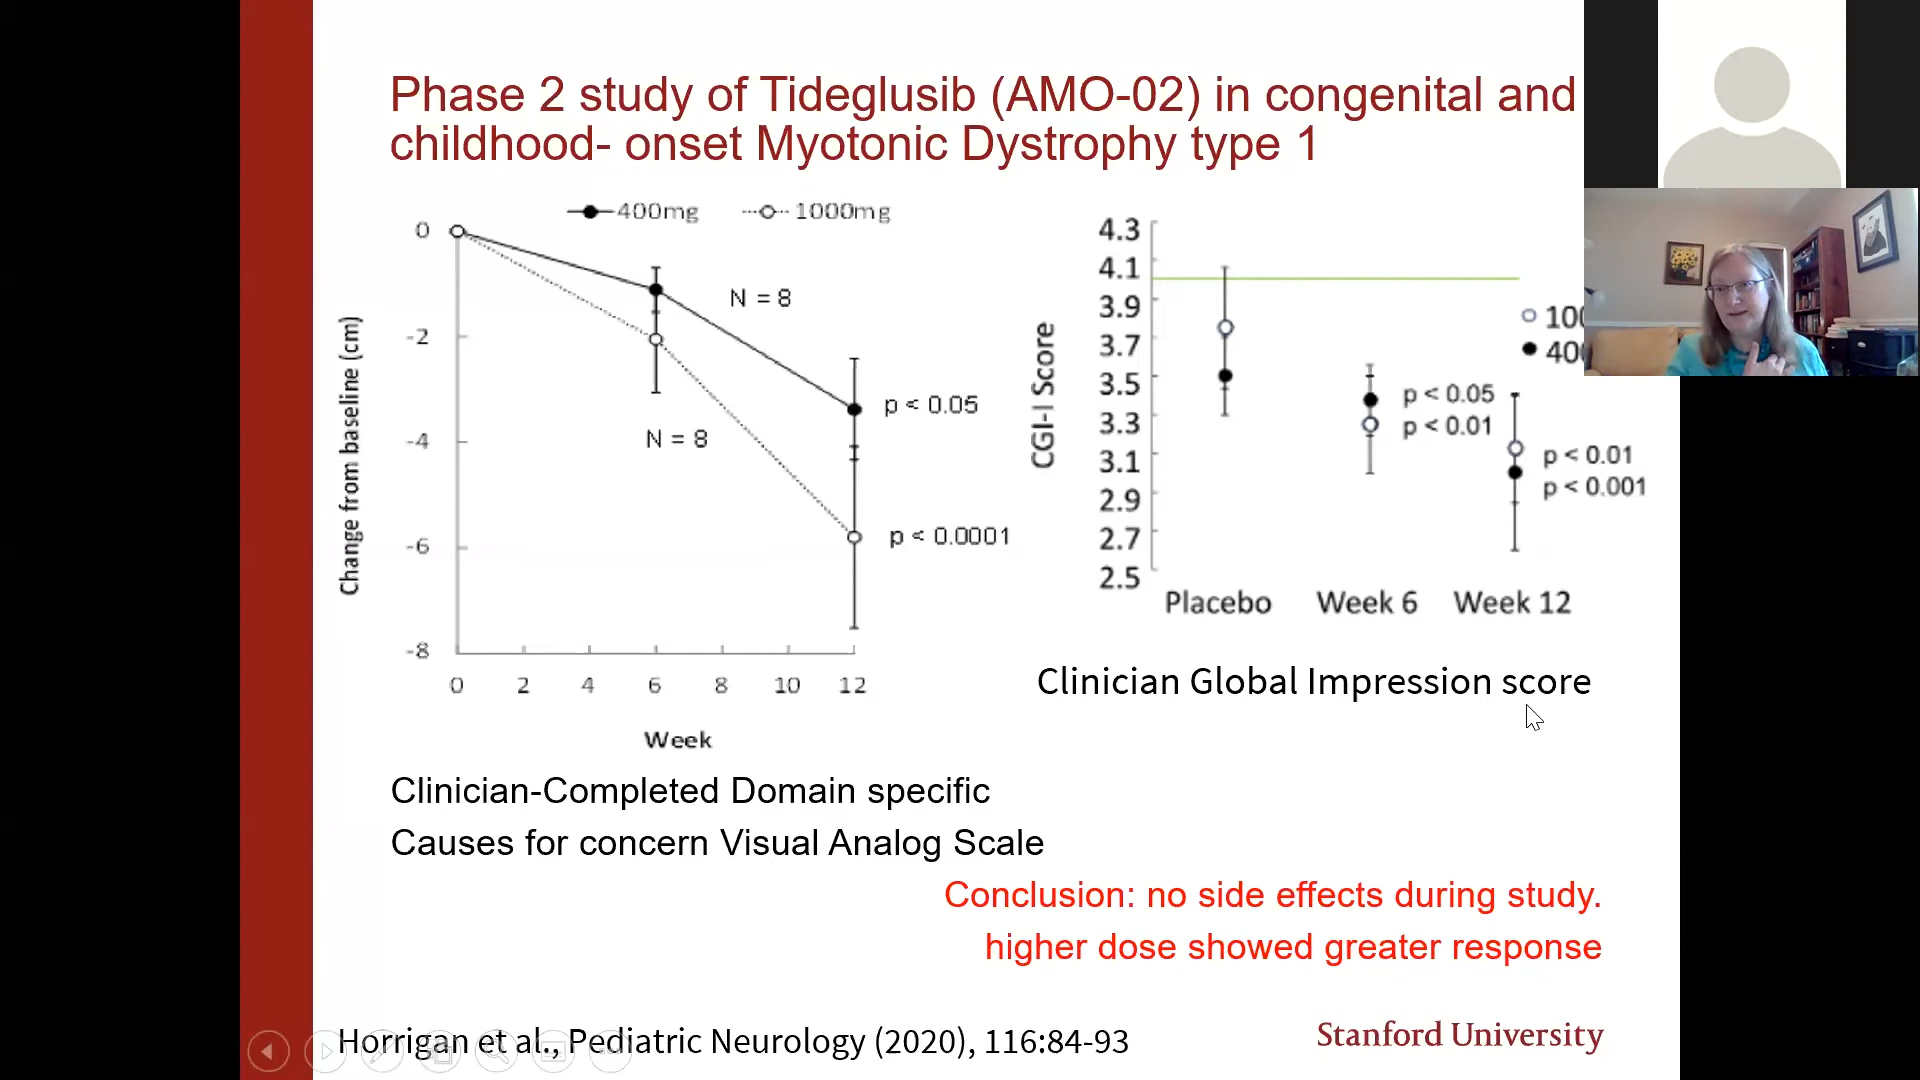 Phase 2 study of Tideglusib (AMO-02) in congenital and
childhood- onset Myotonic Dystrophy type 1
400mg
1000mg
0
-2
-4
-6
-8
Change from baseline (cm)
N = 8
N = 8
p < 0.05
p < 0.0001
0 2 4 6 8 10 12
Week
4.3
4.1
3.9
3.7
3.5
3.3
3.1
2.9
2.7
2.5
CGI-I Score
100
400
p < 0.05
p < 0.01
p < 0.01
p < 0.001
Placebo Week 6 Week 12
Clinician Global Impression score
Clinician-Completed Domain specific
Causes for concern Visual Analog Scale
Conclusion: no side effects during study.
higher dose showed greater response
Horrigan et al., Pediatric Neurology (2020), 116:84-93
Stanford University